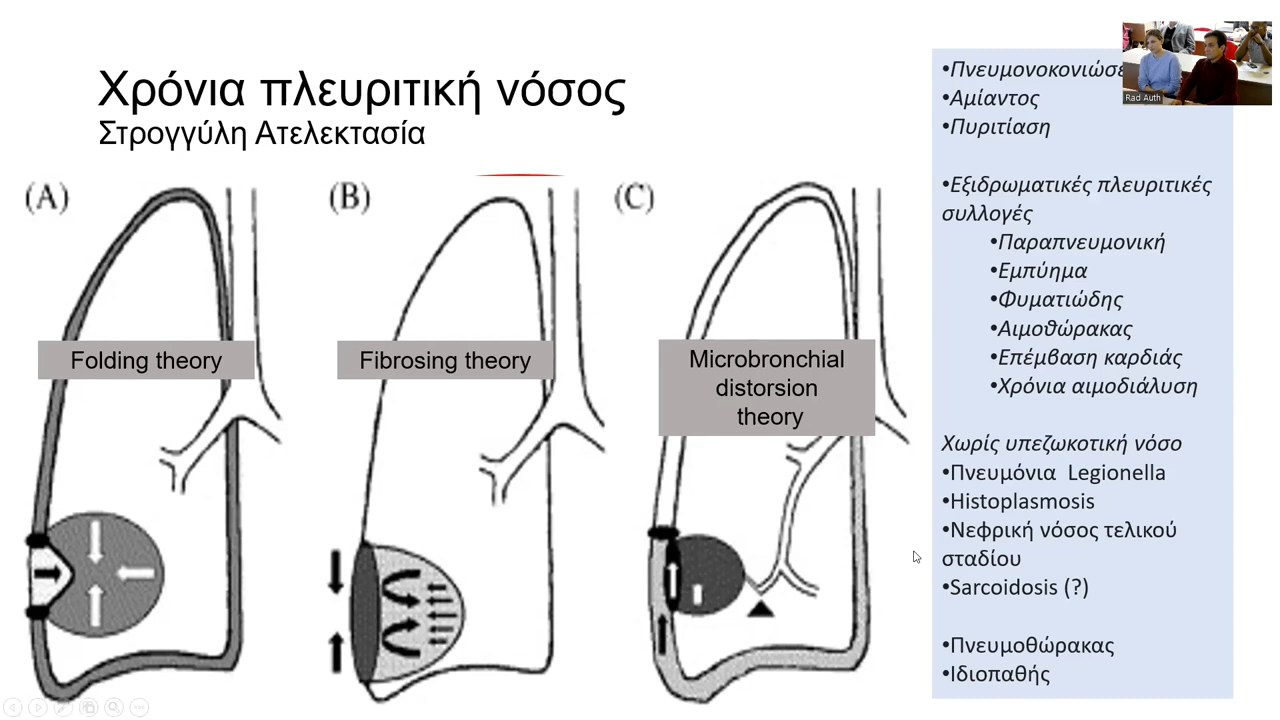 Χρόνια πλευριτική νόσος
Στρογγύλη Ατελεκτασία
(A)
(B)
(C)
Folding theory
Fibrosing theory
Microbronchial
distorsion
theory
•Αμίαντος
•Πυριτίαση
•Εξιδρωματικές πλευριτικές
συλλογές
•Παραπνευμονική
•Εμπύημα
•Φυματιώδης
•Αιμοθώρακας
•Επέμβαση καρδιάς
•Χρόνια αιμοδιάλυση
Χωρίς υπεζωκοτική νόσο
•Πνευμόνια Legionella
•Histoplasmosis
•Νεφρική νόσος τελικού
σταδίου
•Sarcoidosis (?)
•Πνευμοθώρακας
•Ιδιοπαθής
Rad Auth